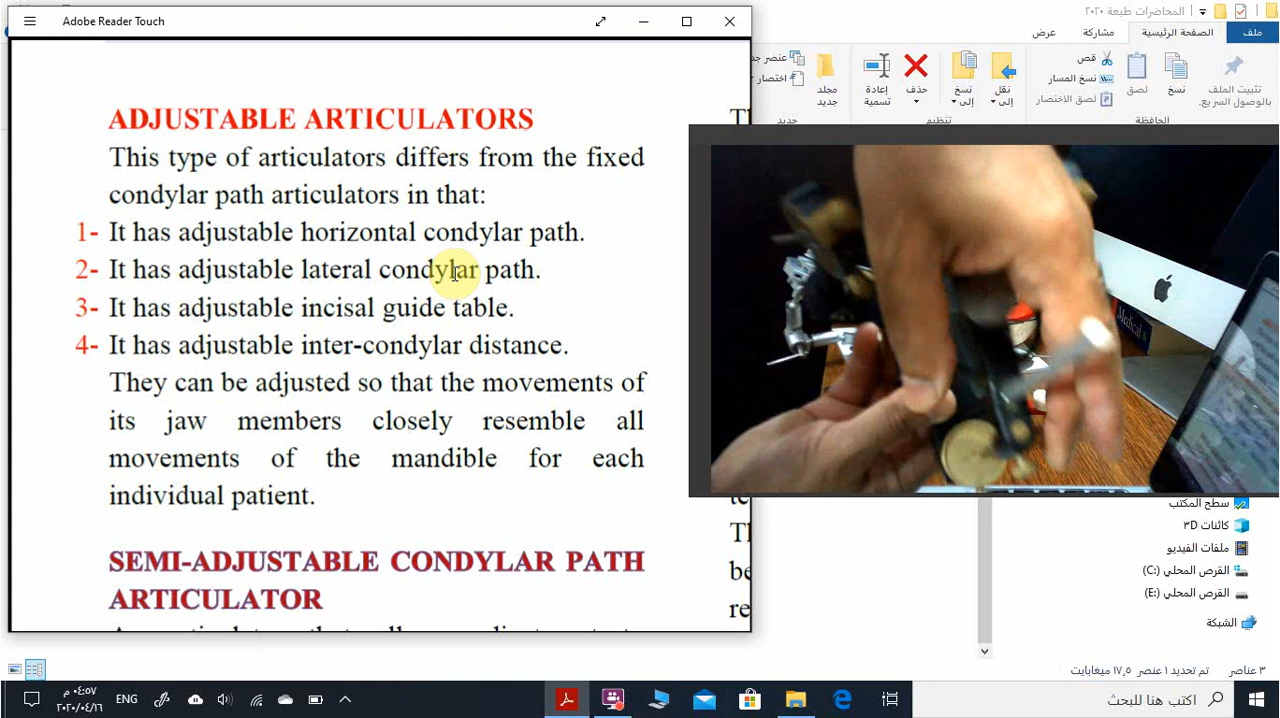 Adobe Reader Touch
ADJUSTABLE ARTICULATORS
This type of articulators differs from the fixed
condylar path articulators in that:
1- It has adjustable horizontal condylar path.
2- It has adjustable lateral condylar path.
3- It has adjustable incisal guide table.
4- It has adjustable inter-condylar distance.
They can be adjusted so that the movements of
its jaw members closely resemble all
movements of the mandible for each
individual patient.
SEMI-ADJUSTABLE CONDYLAR PATH
ARTICULATOR
المحاضرات طبعة ٢٠٢٠
ملف
الصفحة الرئيسية
مشاركة
عرض
تثبيت الملف
بالوصول السريع.
نسخ
لصق
قص
نسخ المسار
لصق الاختصار
الحافظة
نقل
إلى
نسخ
إلى
حذف
إعادة
تسمية
تنظيم
مجلد
جديد
عنصر جد
اختصار
جديد
Medical
be
re
سطح المكتب
كائنات ٣D
ملفات الفيديو
القرص المحلي (C:)
القرص المحلي (E:)
الشبكة
٣ عناصر
تم تحديد ١ عنصر ١٧,٥ ميغابايت
٠٤:٥٧ م
٢٠٢٠/٠٤/١٦
ENG
اكتب هنا للبحث